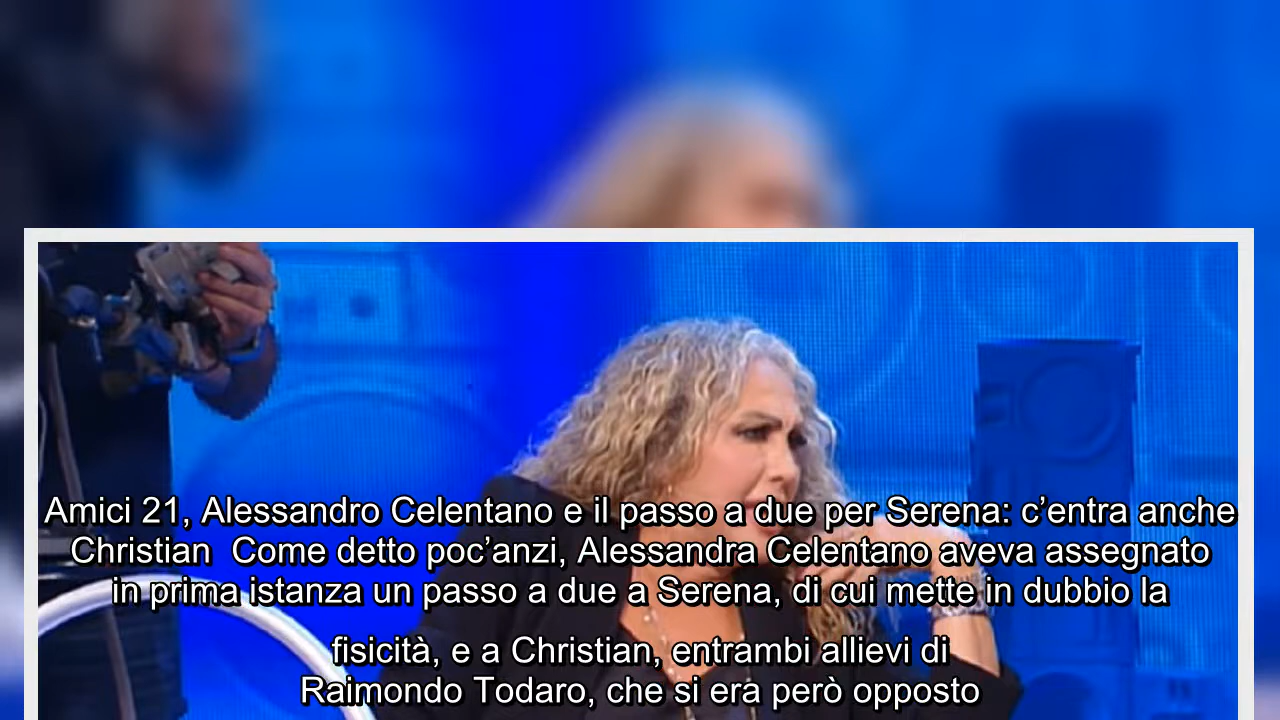 Amici 21, Alessandro Celentano e il passo a due per Serena: c’entra anche
Christian  Come detto poc’anzi, Alessandra Celentano aveva assegnato
in prima istanza un passo a due a Serena, di cui mette in dubbio la
fisicità, e a Christian, entrambi allievi di
Raimondo Todaro, che si era però opposto